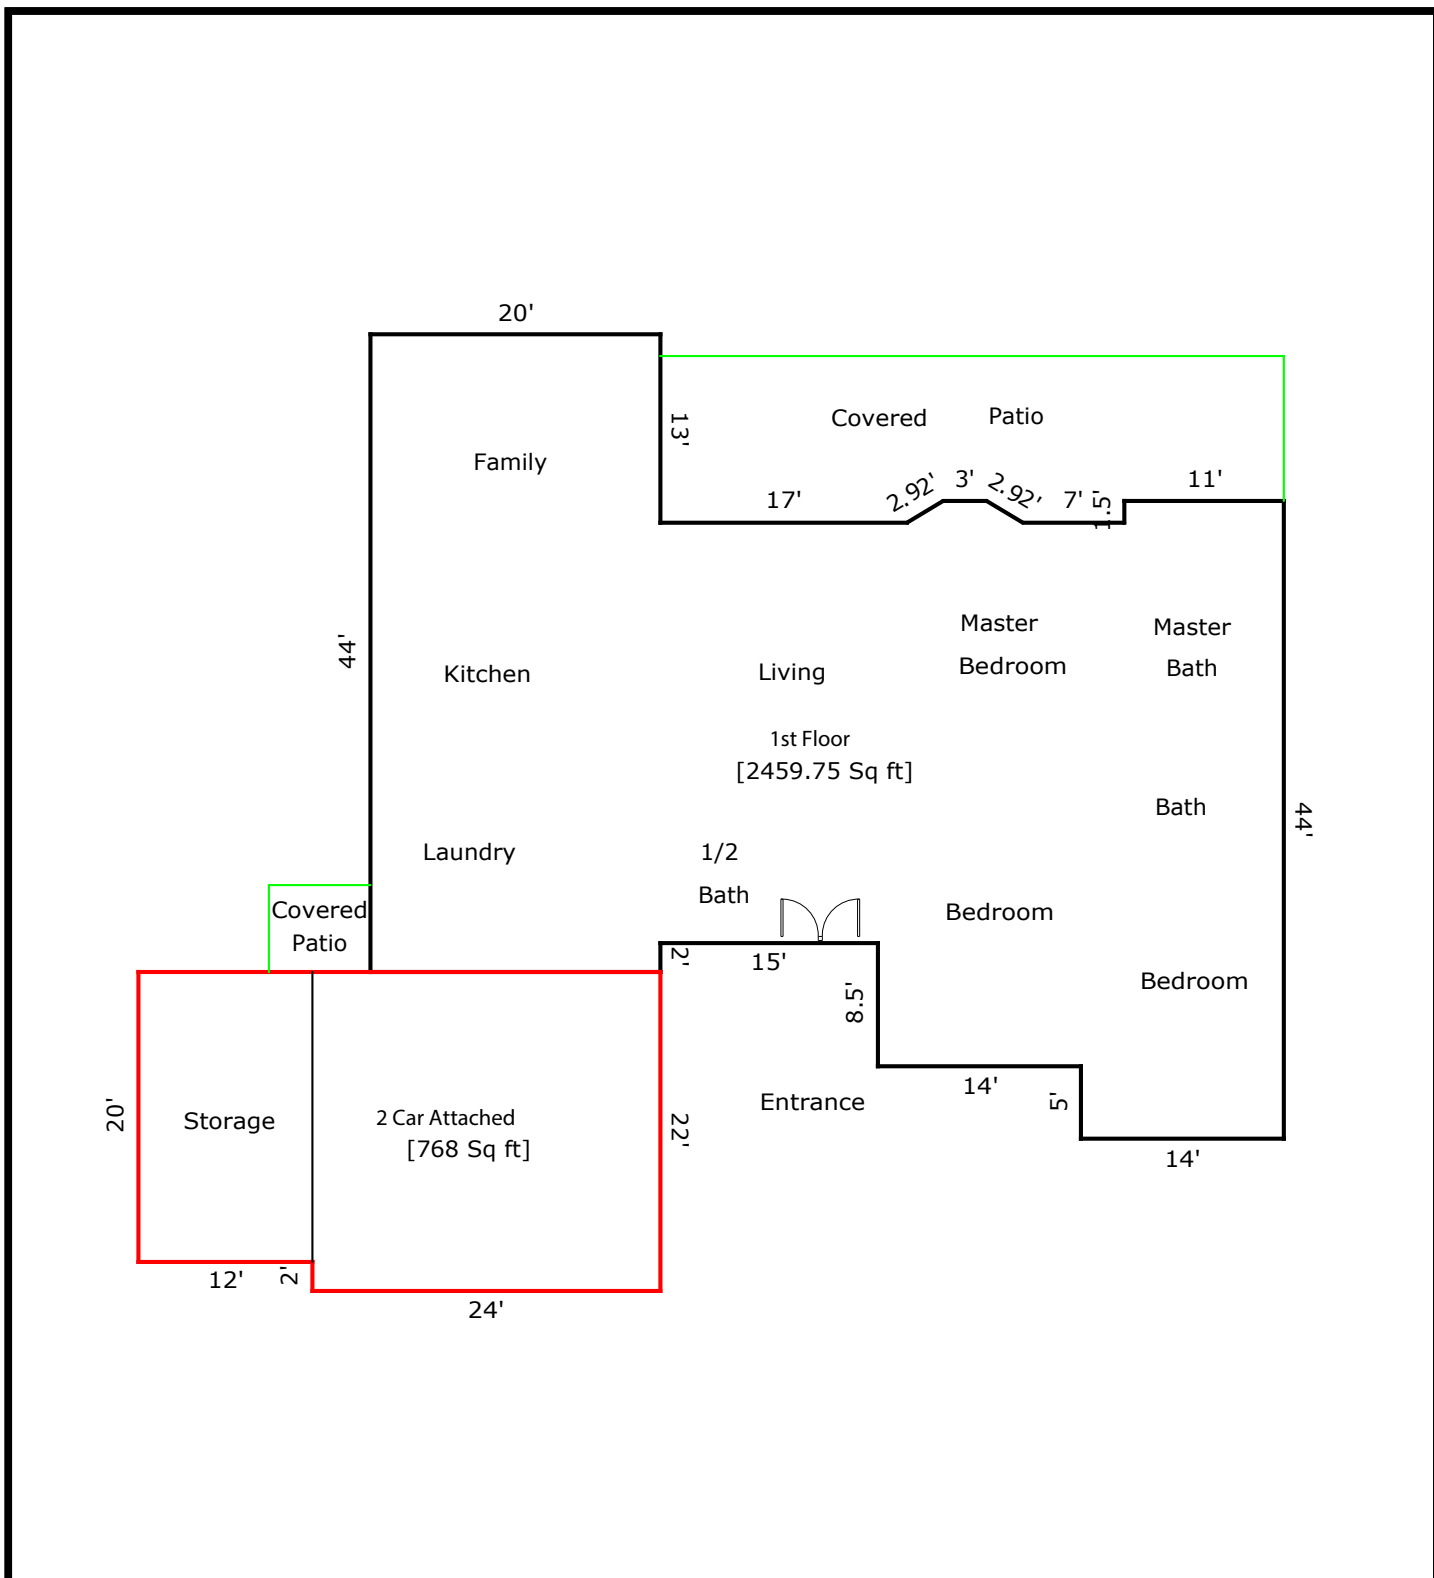 20'
Covered Patio
13'
Family
17'
2.92'
3'
2.92'
7'
1.5'
11'
44'
Kitchen
Living
Master
Bedroom
Master
Bath
1st Floor
[2459.75 Sq ft]
Bath
44'
Laundry
1/2
Bath
Covered
Patio
Bedroom
2'
15'
8.5'
Bedroom
14'
5'
14'
Entrance
20'
Storage
2 Car Attached
[768 Sq ft]
22'
12'
2'
24'